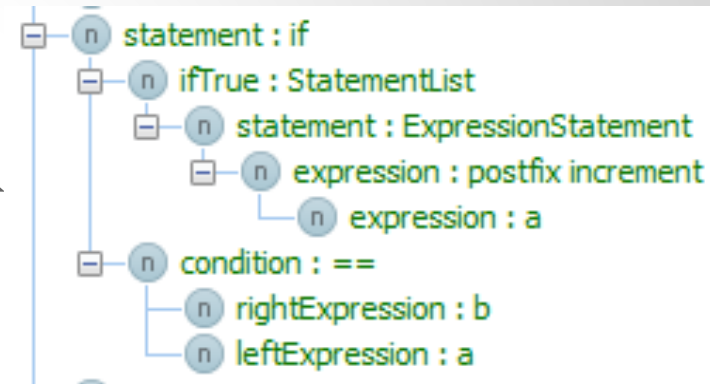 n statement : if
n ifTrue : StatementList
n statement : ExpressionStatement
n expression : postfix increment
n expression : a
n condition : ==
n rightExpression : b
n leftExpression : a